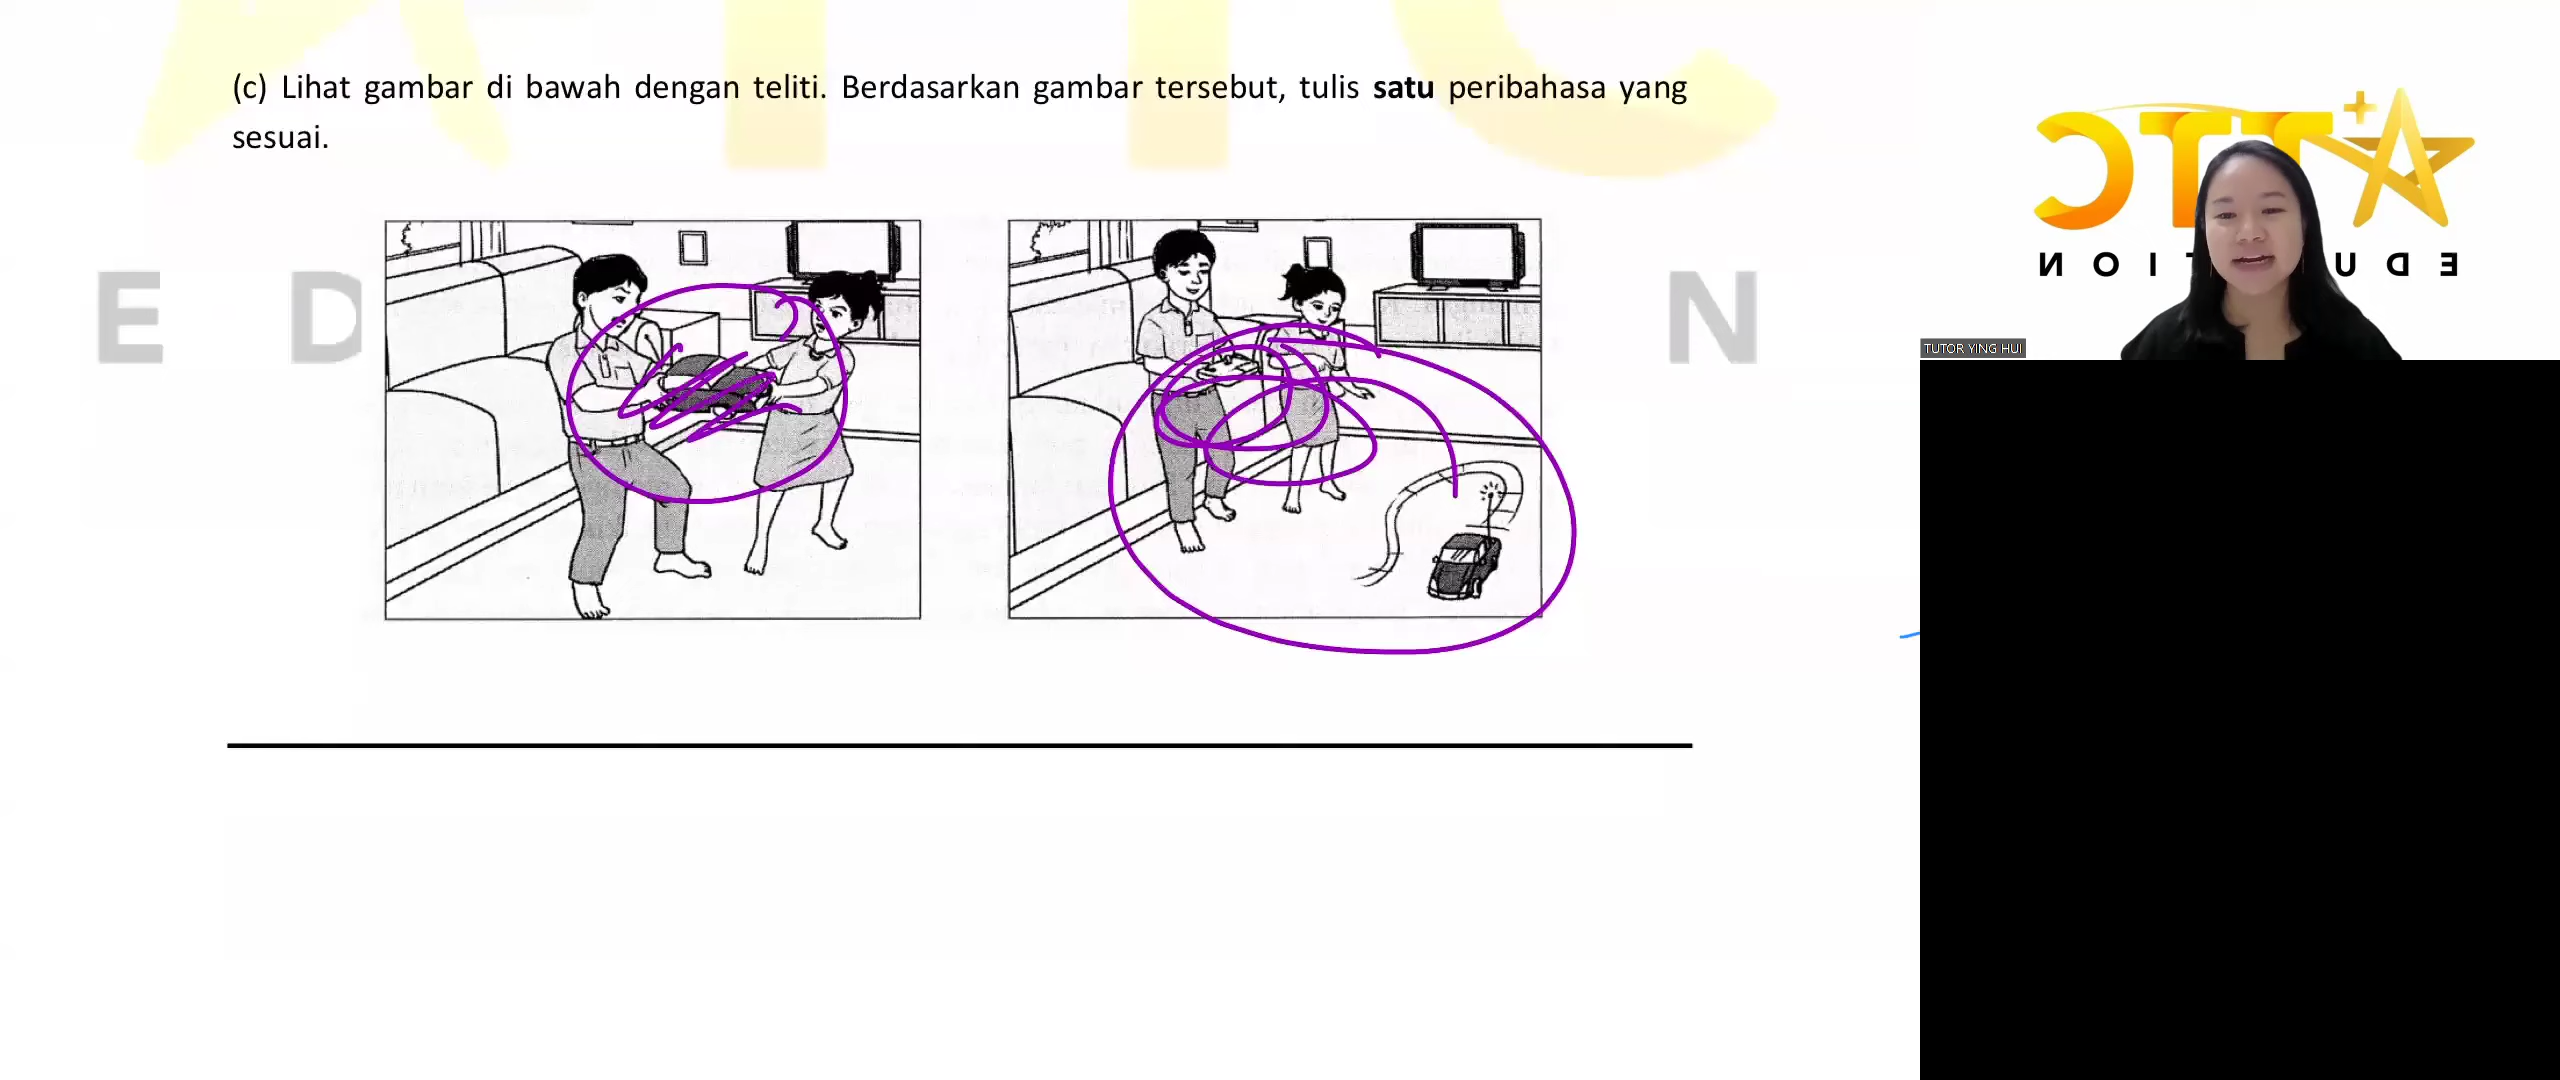 (c) Lihat gambar di bawah dengan teliti. Berdasarkan gambar tersebut, tulis satu peribahasa yang
sesuai.
E D N
TUTOR YING HUI